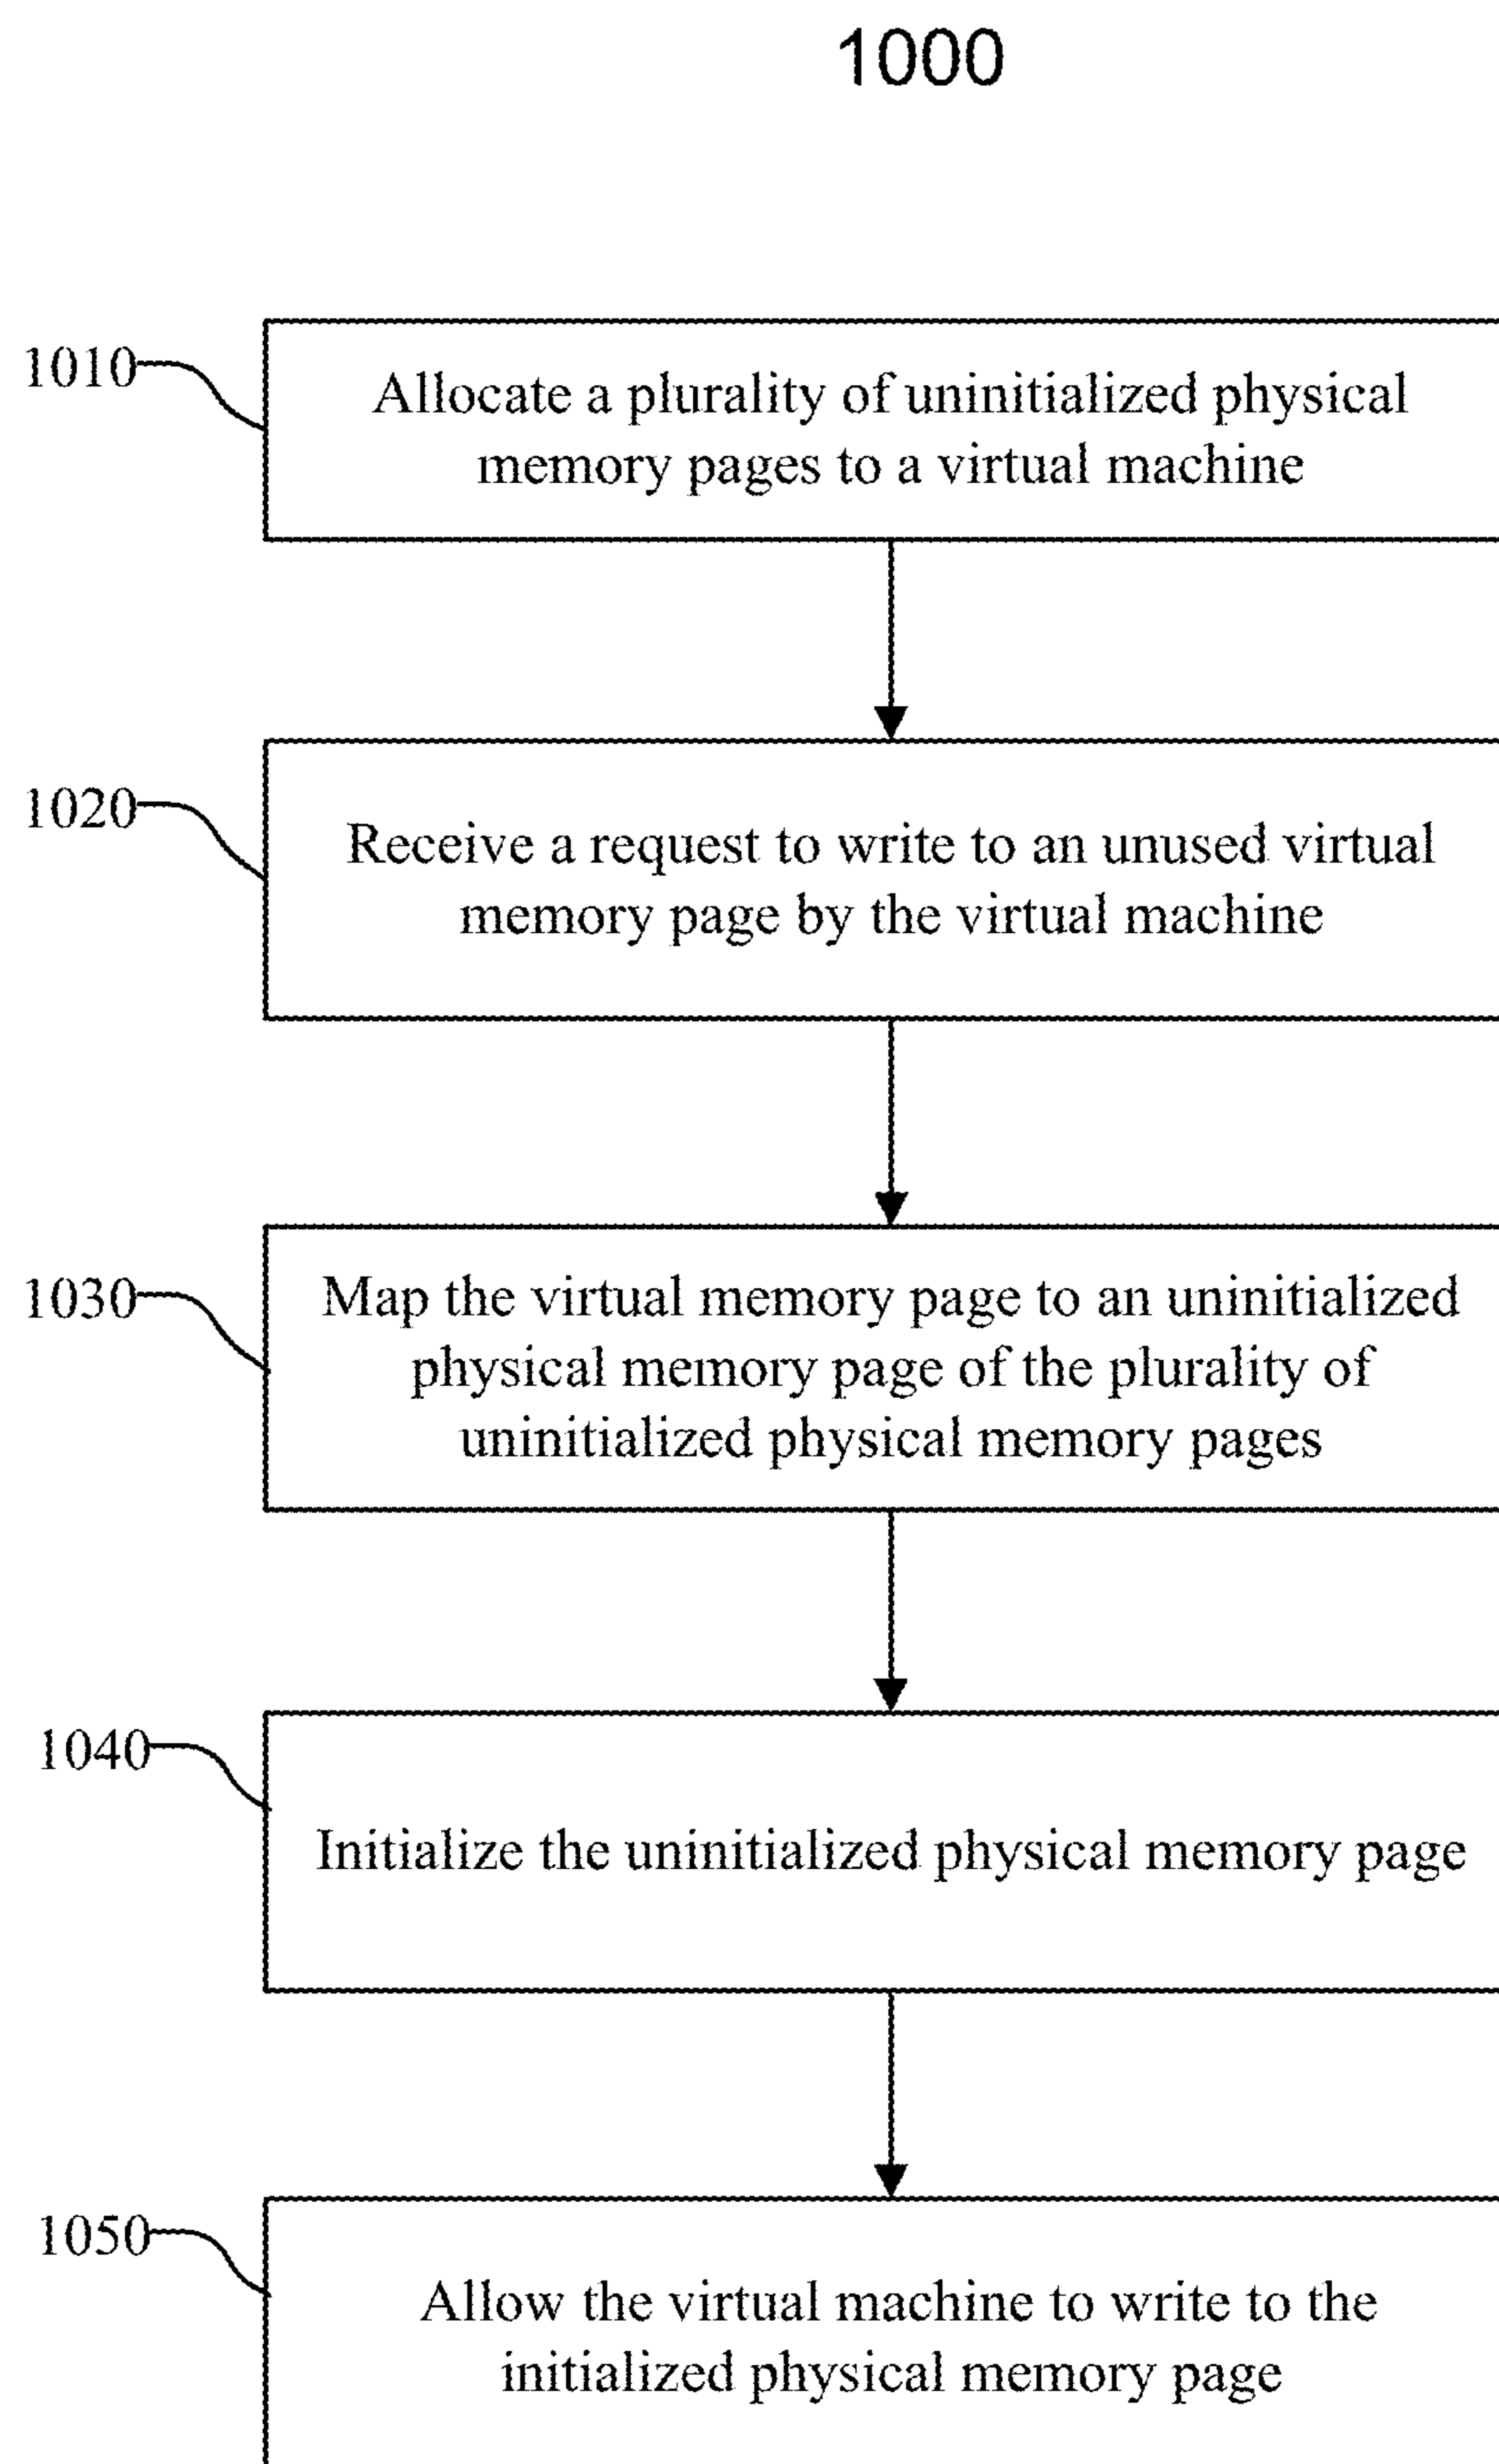 1000
1010
Allocate a plurality of uninitialized physical
memory pages to a virtual machine
1020
Receive a request to write to an unused virtual
memory page by the virtual machine
1030
Map the virtual memory page to an uninitialized
physical memory page of the plurality of
uninitialized physical memory pages
1040
Initialize the uninitialized physical memory page
1050
Allow the virtual machine to write to the
initialized physical memory page